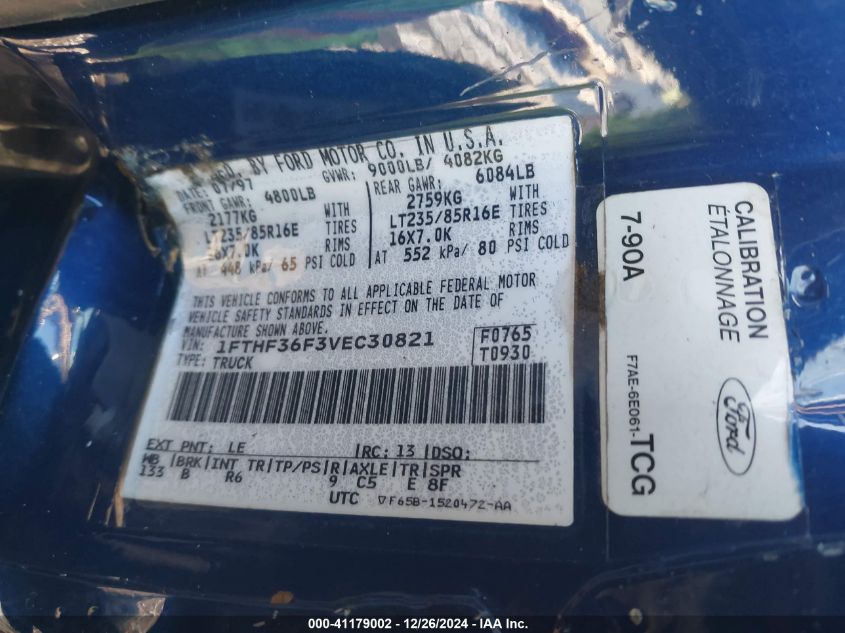 MFD. BY FORD MOTOR CO. IN U.S.A.
DATE: 01/97 GVWR: 9000LB/ 4082KG
FRONT GAWR: 4800LB REAR GAWR: 6084LB
2177KG WITH 2759KG WITH
LT235/85R16E TIRES LT235/85R16E TIRES
16X7.0K RIMS 16X7.0K RIMS
AT 448 kPa/ 65 PSI COLD AT 552 kPa/ 80 PSI COLD
THIS VEHICLE CONFORMS TO ALL APPLICABLE FEDERAL MOTOR
VEHICLE SAFETY STANDARDS IN EFFECT ON THE DATE OF
MANUFACTURE SHOWN ABOVE.
VIN: 1FTHF36F3VEC30821 F0765
TYPE: TRUCK T0930
EXT PNT: LE RC: 13 DSO:
WB BRK INT TR TP/PS R AXLE TR SPR
133 B R6 9 C5 E 8F
UTC F65B-1520472-AA
CALIBRATION
ÉTALONNAGE
7-90A
F7AE-6E061-TCG
Ford
000-41179002 - 12/26/2024 - IAA Inc.